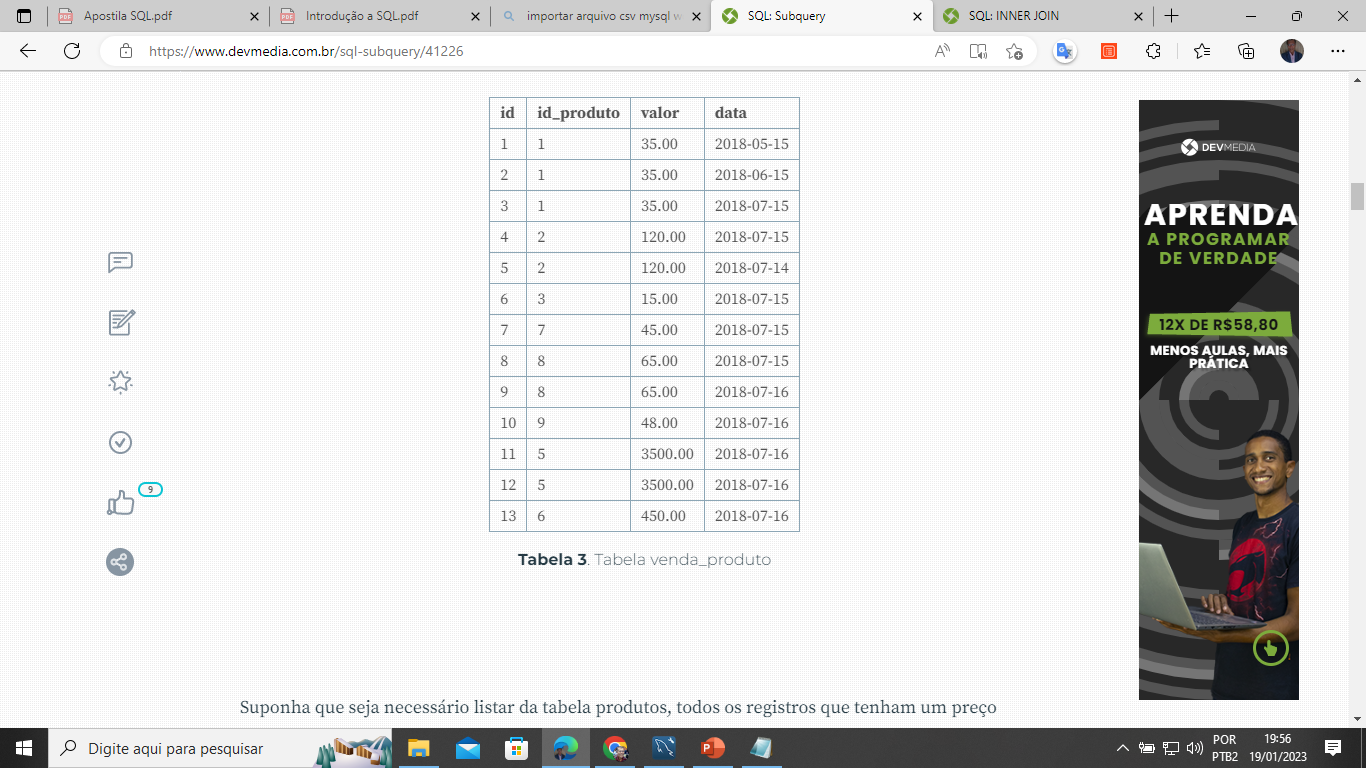 Apostila SQL.pdf
Introdução a SQL.pdf
importar arquivo csv mysql w
SQL: Subquery
SQL: INNER JOIN
https://www.devmedia.com.br/sql-subquery/41226
id id_produto valor data
1 1 35.00 2018-05-15
2 1 35.00 2018-06-15
3 1 35.00 2018-07-15
4 2 120.00 2018-07-15
5 2 120.00 2018-07-14
6 3 15.00 2018-07-15
7 7 45.00 2018-07-15
8 8 65.00 2018-07-15
9 8 65.00 2018-07-16
10 9 48.00 2018-07-16
11 5 3500.00 2018-07-16
12 5 3500.00 2018-07-16
13 6 450.00 2018-07-16
Tabela 3. Tabela venda_produto
9
DEVMEDIA
APRENDA
A PROGRAMAR
DE VERDADE
12X DE R$58,80
MENOS AULAS, MAIS
PRÁTICA
Suponha que seja necessário listar da tabela produtos, todos os registros que tenham um preço
Digite aqui para pesquisar
POR
PTB2
19:56
19/01/2023